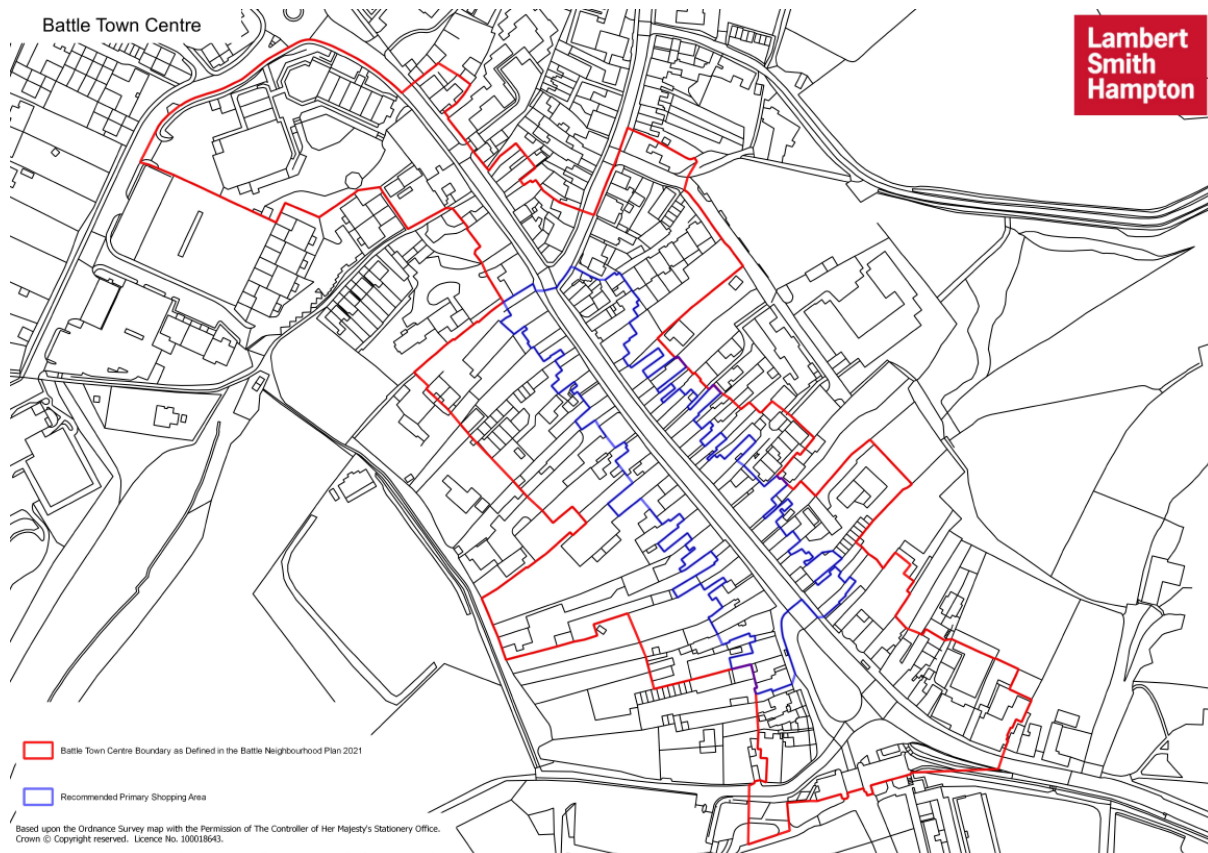 Battle Town Centre
Lambert
Smith
Hampton
Battle Town Centre Boundary as Defined in the Battle Neighbourhood Plan 2021
Recommended Primary Shopping Area
Based upon the Ordnance Survey map with the Permission of The Controller of Her Majesty's Stationery Office.
Crown © Copyright reserved. Licence No. 100018643.